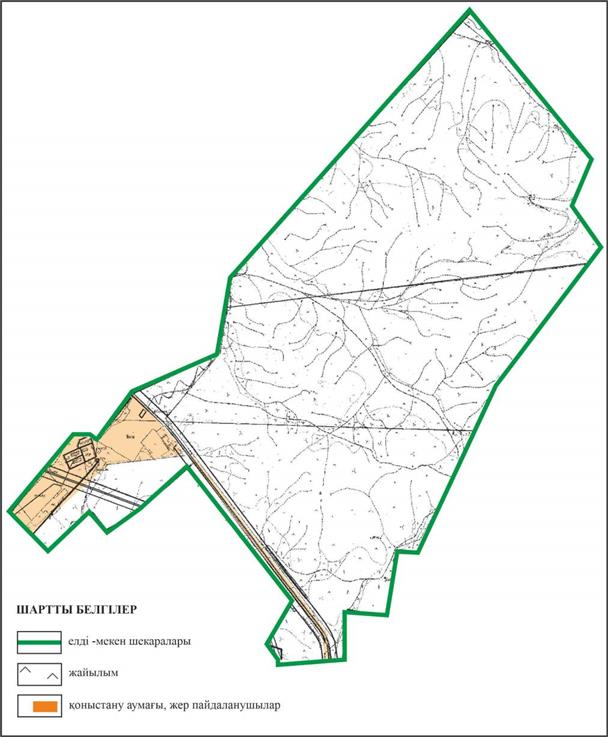 ШАРТТЫ БЕЛГІЛЕР
елді -мекен шекаралары
жайылым
қоныстану аумағы, жер пайдаланушылар